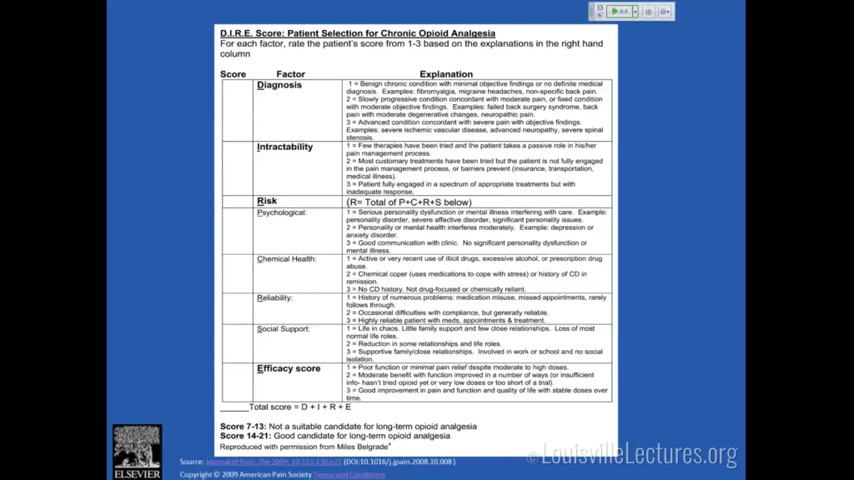 D.I.R.E. Score: Patient Selection for Chronic Opioid Analgesia
For each factor, rate the patient's score from 1-3 based on the explanations in the right hand
column
Score Factor Explanation
Diagnosis
1 = Benign chronic condition with minimal objective findings or no definite medical
diagnosis. Examples: fibromyalgia, migraine headaches, non-specific back pain.
2 = Slowly progressive condition concordant with moderate pain, or fixed condition
with moderate objective findings. Examples: failed back surgery syndrome, back
pain with moderate degenerative changes, neuropathic pain.
3 = Advanced condition concordant with severe pain with objective findings.
Examples: severe ischemic vascular disease, advanced neuropathy, severe spinal
stenosis.
Intractability
1 = Few therapies have been tried and the patient takes a passive role in his/her
pain management process.
2 = Most customary treatments have been tried but the patient is not fully engaged
in the pain management process, or barriers prevent (insurance, transportation,
medical illness).
3 = Patient fully engaged in a spectrum of appropriate treatments but with
inadequate response.
Risk
(R= Total of P+C+R+S below)
Psychological:
1 = Serious personality dysfunction or mental illness interfering with care. Example:
personality disorder, severe affective disorder, significant personality issues.
2 = Personality or mental health interferes moderately. Example: depression or
anxiety disorder.
3 = Good communication with clinic. No significant personality dysfunction or
mental illness.
Chemical Health:
1 = Active or very recent use of illicit drugs, excessive alcohol, or prescription drug
abuse.
2 = Chemical coper (uses medications to cope with stress) or history of CD in
remission.
3 = No CD history. Not drug-focused or chemically reliant.
Reliability:
1 = History of numerous problems: medication misuse, missed appointments, rarely
follows through.
2 = Occasional difficulties with compliance, but generally reliable.
3 = Highly reliable patient with meds, appointments & treatment.
Social Support:
1 = Life in chaos. Little family support and few close relationships. Loss of most
normal life roles.
2 = Reduction in some relationships and life roles.
3 = Supportive family/close relationships. Involved in work or school and no social
isolation.
Efficacy score
1 = Poor function or minimal pain relief despite moderate to high doses.
2 = Moderate benefit with function improved in a number of ways (or insufficient
info- hasn't tried opioid yet or very low doses or too short of a trial).
3 = Good improvement in pain and function and quality of life with stable doses over
time.
_____Total score = D + I + R + E
Score 7-13: Not a suitable candidate for long-term opioid analgesia
Score 14-21: Good candidate for long-term opioid analgesia
Reproduced with permission from Miles Belgrade4
©LouisvilleLectures.org
ELSEVIER
Source: Journal of Pain, The 2009;
(DOI:10.1016/j.jpain.2008.10.008 )
Copyright © 2009 American Pain Society Terms and Conditions